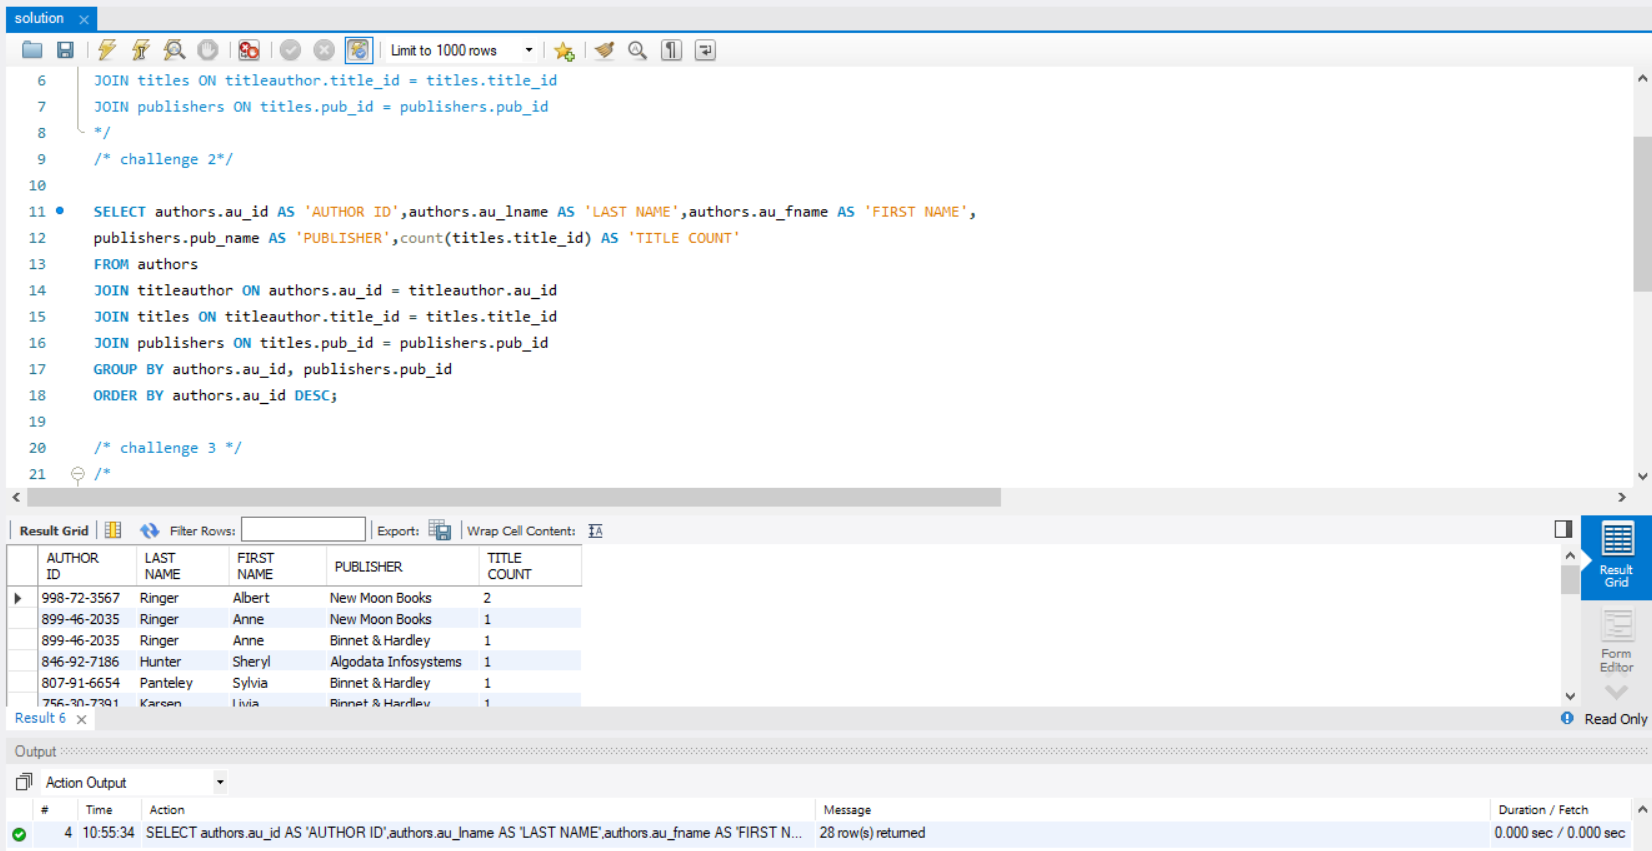 solution
Limit to 1000 rows
6 JOIN titles ON titleauthor.title_id = titles.title_id
7 JOIN publishers ON titles.pub_id = publishers.pub_id
8 */
9 /* challenge 2*/
10
11 SELECT authors.au_id AS 'AUTHOR ID',authors.au_lname AS 'LAST NAME',authors.au_fname AS 'FIRST NAME',
12 publishers.pub_name AS 'PUBLISHER',count(titles.title_id) AS 'TITLE COUNT'
13 FROM authors
14 JOIN titleauthor ON authors.au_id = titleauthor.au_id
15 JOIN titles ON titleauthor.title_id = titles.title_id
16 JOIN publishers ON titles.pub_id = publishers.pub_id
17 GROUP BY authors.au_id, publishers.pub_id
18 ORDER BY authors.au_id DESC;
19
20 /* challenge 3 */
21 /*
Result Grid Filter Rows: Export: Wrap Cell Content:
AUTHOR ID LAST NAME FIRST NAME PUBLISHER TITLE COUNT
998-72-3567 Ringer Albert New Moon Books 2
899-46-2035 Ringer Anne New Moon Books 1
899-46-2035 Ringer Anne Binnet & Hardley 1
846-92-7186 Hunter Sheryl Algodata Infosystems 1
807-91-6654 Panteley Sylvia Binnet & Hardley 1
756-30-7391 Karsen Livia Binnet & Hardley 1
Result
Grid
Form
Editor
Result 6
Read Only
Output
Action Output
# Time Action Message Duration / Fetch
4 10:55:34 SELECT authors.au_id AS 'AUTHOR ID',authors.au_lname AS 'LAST NAME',authors.au_fname AS 'FIRST N... 28 row(s) returned 0.000 sec / 0.000 sec